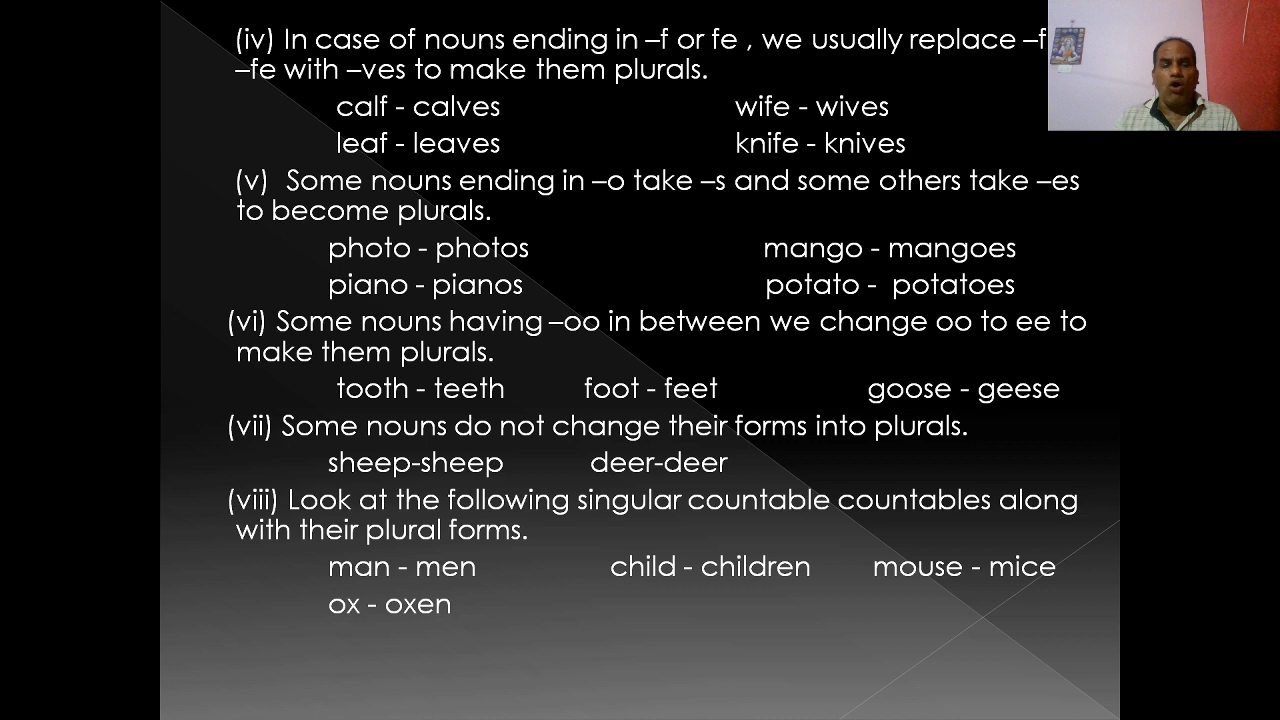 (iv) In case of nouns ending in –f or fe , we usually replace –f
–fe with –ves to make them plurals.
calf - calves wife - wives
leaf - leaves knife - knives
(v) Some nouns ending in –o take –s and some others take –es
to become plurals.
photo - photos mango - mangoes
piano - pianos potato - potatoes
(vi) Some nouns having –oo in between we change oo to ee to
make them plurals.
tooth - teeth foot - feet goose - geese
(vii) Some nouns do not change their forms into plurals.
sheep-sheep deer-deer
(viii) Look at the following singular countable countables along
with their plural forms.
man - men child - children mouse - mice
ox - oxen